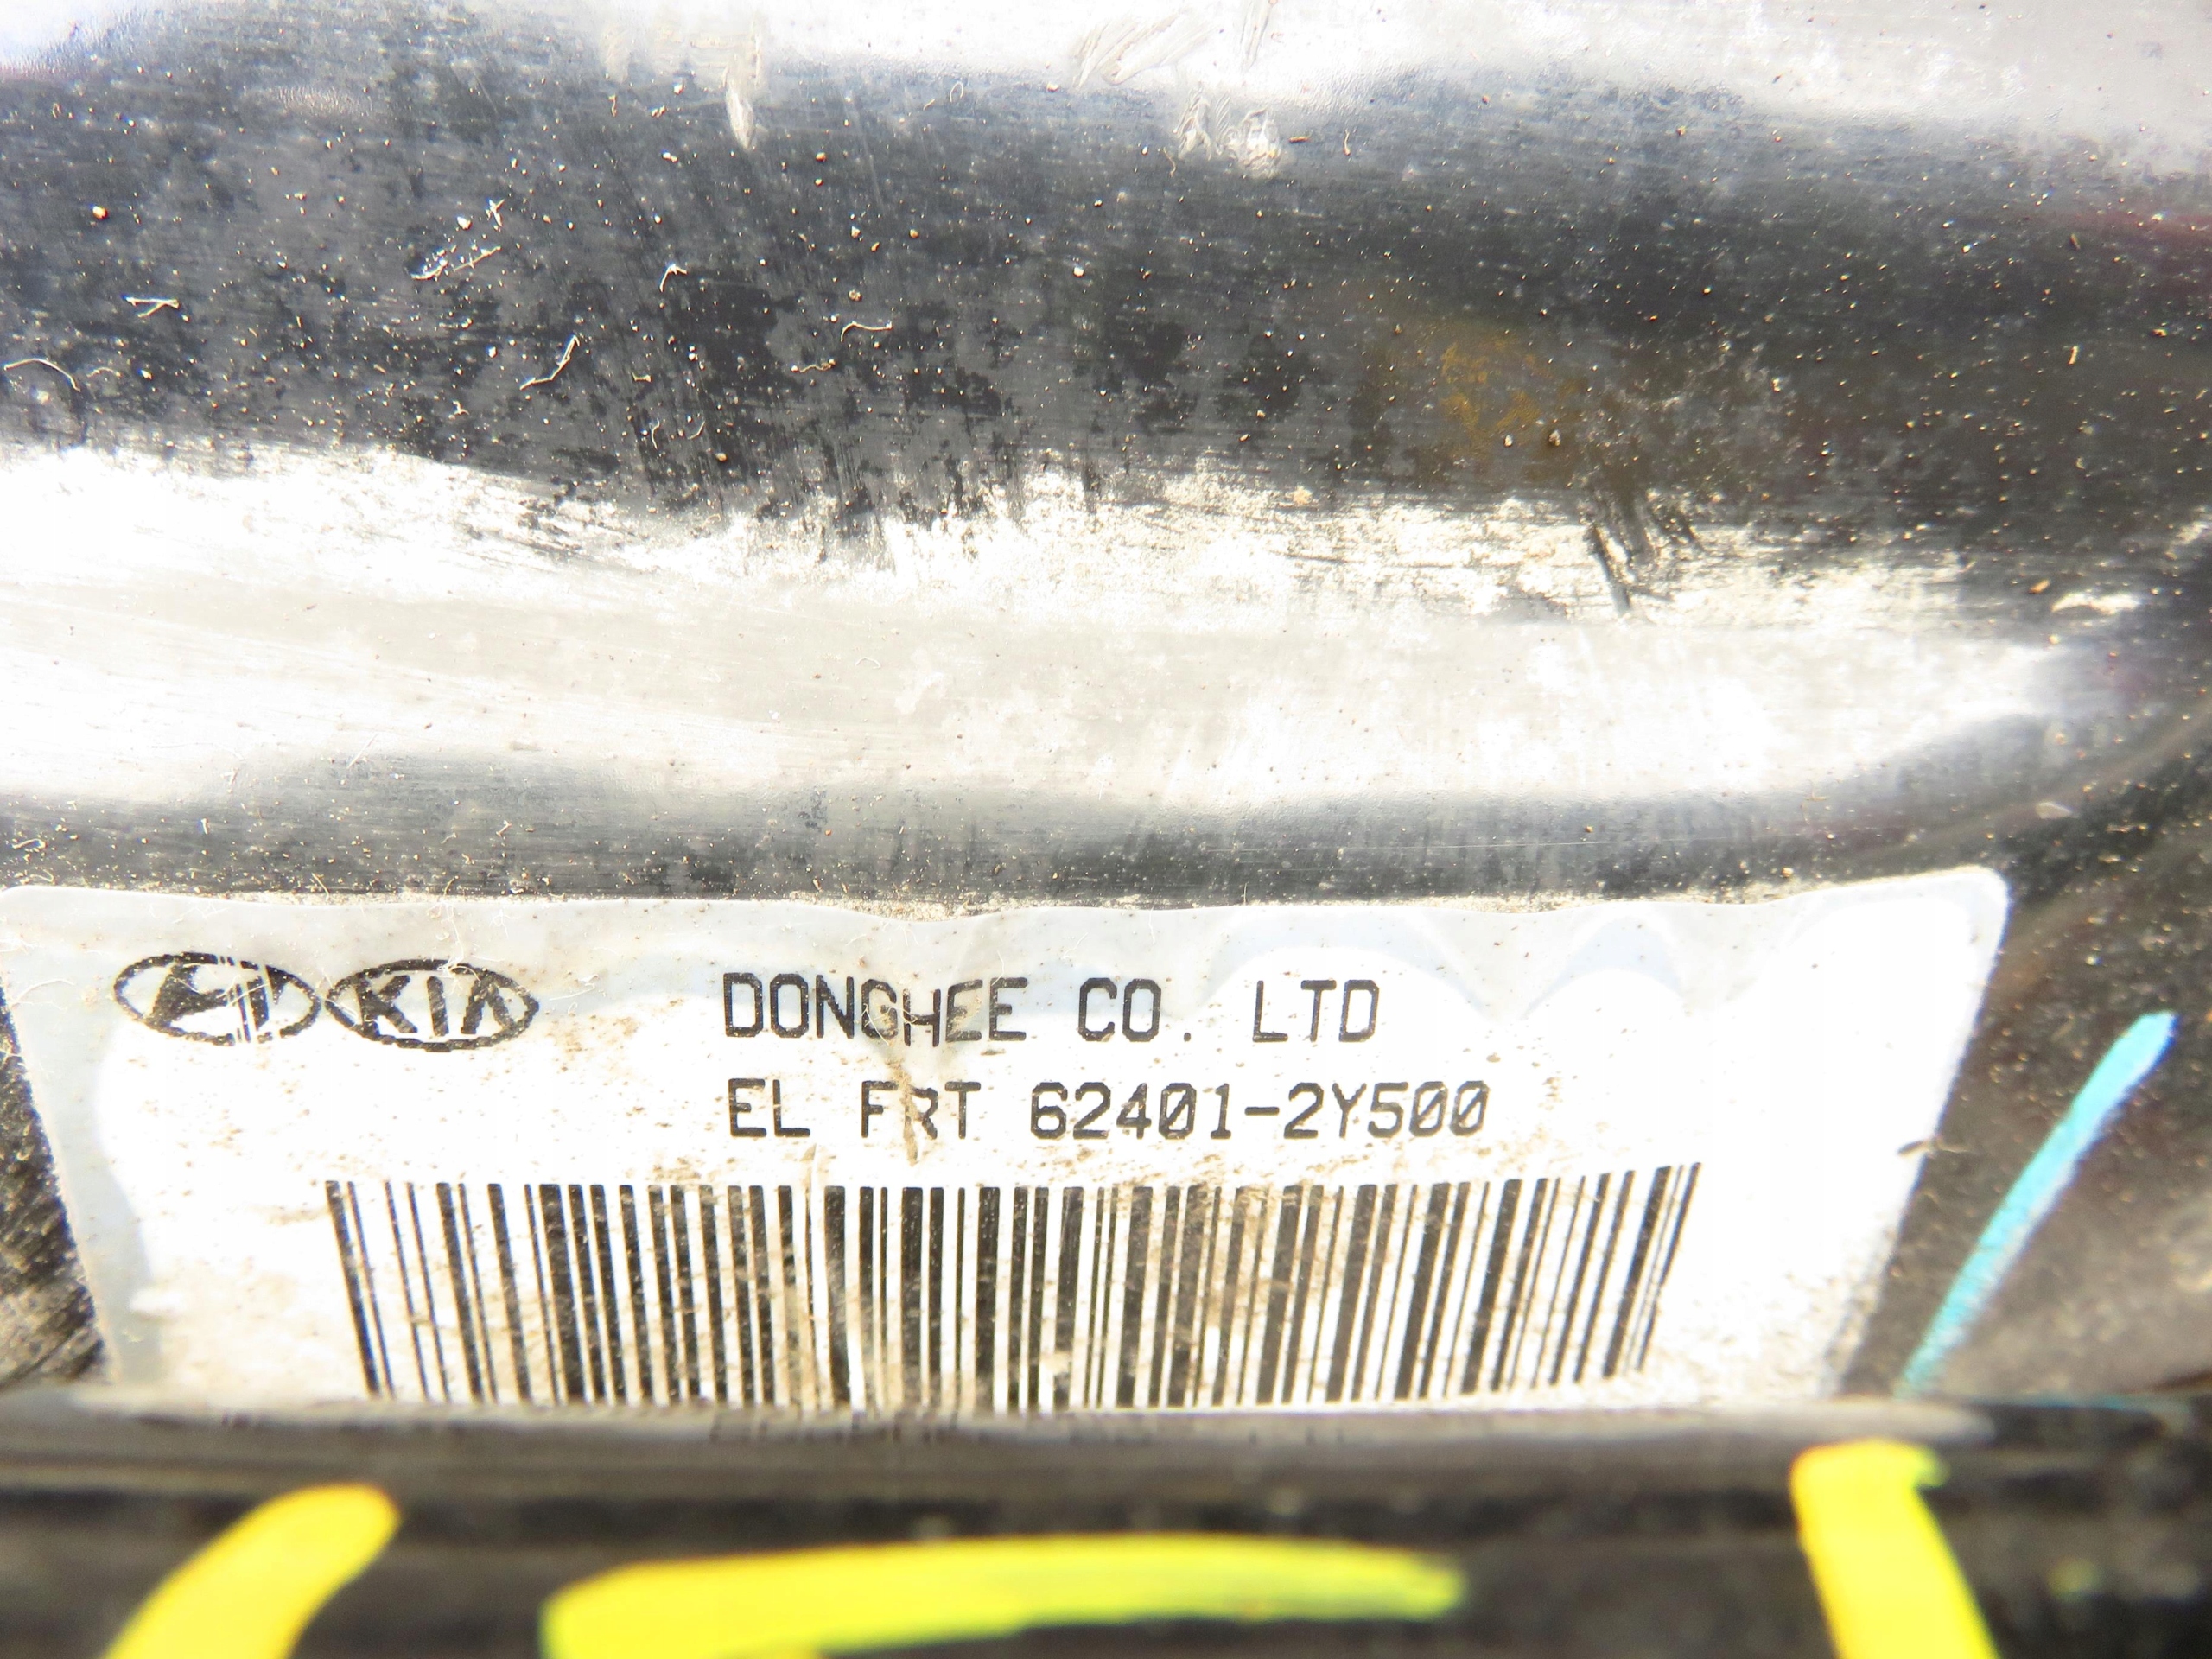 KIA DONGHEE CO. LTD
EL FRT 62401-2Y500